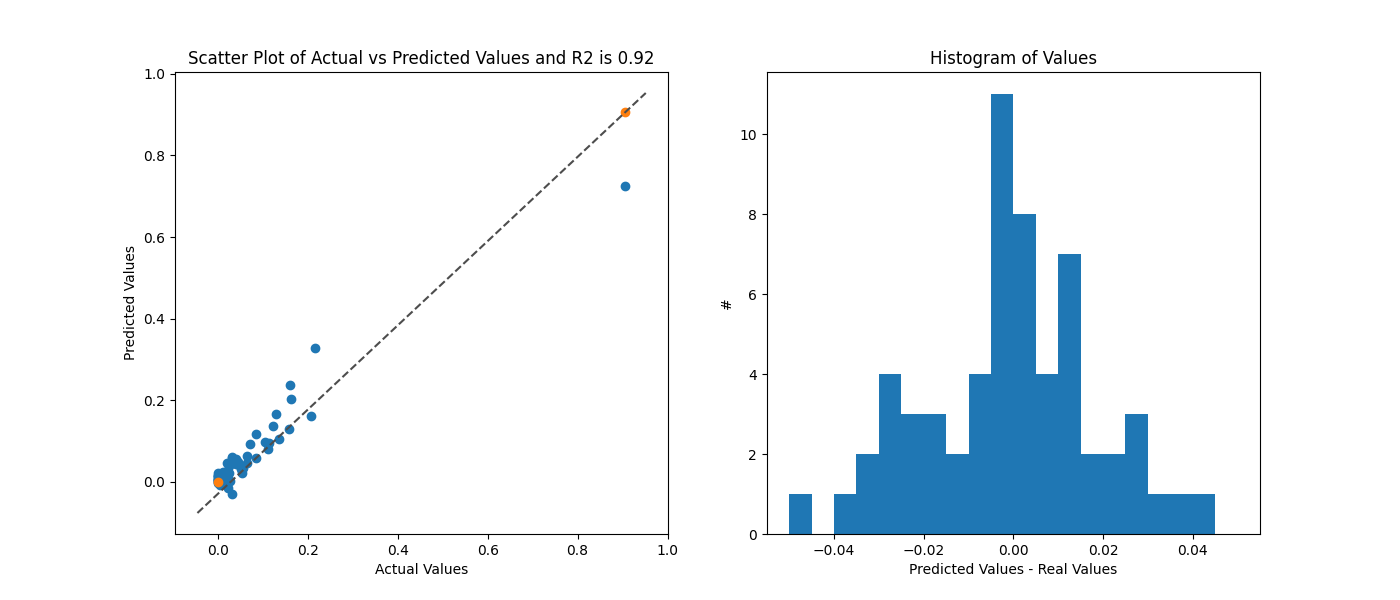 Scatter Plot of Actual vs Predicted Values and R2 is 0.92
1.0
0.8
0.6
0.4
0.2
0.0
Predicted Values
0.0 0.2 0.4 0.6 0.8 1.0
Actual Values
Histogram of Values
10
8
6
4
2
0
#
−0.04 −0.02 0.00 0.02 0.04
Predicted Values - Real Values